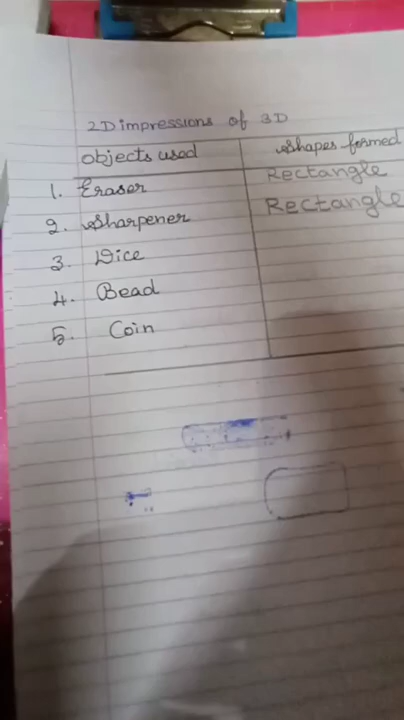 2D impressions of 3D
objects used shapes formed
1. Eraser Rectangle
2. Sharpener Rectangle
3. Dice
4. Bead
5. Coin